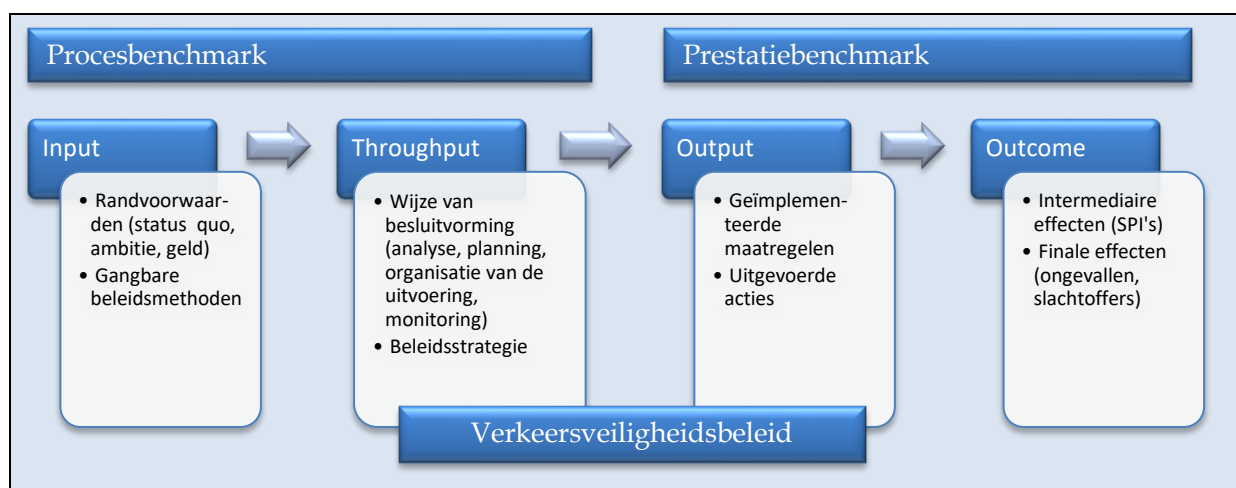 Procesbenchmark
Prestatiebenchmark
Input
• Randvoorwaar-
den (status quo,
ambitie, geld)
• Gangbare
beleidsmethoden
Throughput
• Wijze van
besluitvorming
(analyse, planning,
organisatie van de
uitvoering,
monitoring)
• Beleidsstrategie
Output
• Geïmplemen-
teerde
maatregelen
• Uitgevoerde
acties
Outcome
• Intermediaire
effecten (SPI's)
• Finale effecten
(ongevallen,
slachtoffers)
Verkeersveiligheidsbeleid